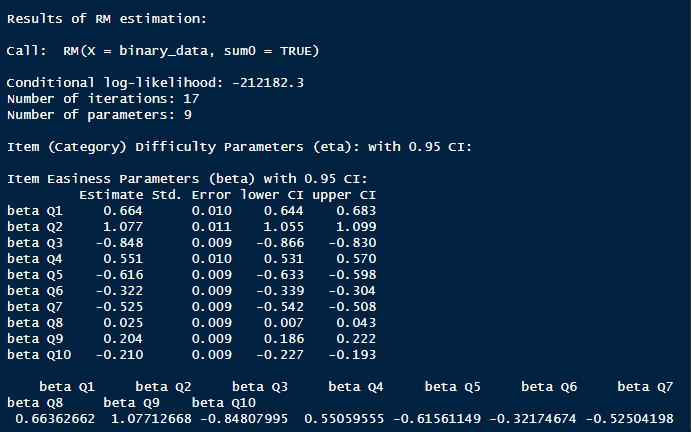 Results of RM estimation:
Call:  RM(X = binary_data, sum0 = TRUE)
Conditional log-likelihood: -212182.3
Number of iterations: 17
Number of parameters: 9
Item (Category) Difficulty Parameters (eta): with 0.95 CI:
Item Easiness Parameters (beta) with 0.95 CI:
Estimate Std. Error lower CI upper CI
beta Q1 0.664 0.010 0.644 0.683
beta Q2 1.077 0.011 1.055 1.099
beta Q3 -0.848 0.009 -0.866 -0.830
beta Q4 0.551 0.010 0.531 0.570
beta Q5 -0.616 0.009 -0.633 -0.598
beta Q6 -0.322 0.009 -0.339 -0.304
beta Q7 -0.525 0.009 -0.542 -0.508
beta Q8 0.025 0.009 0.007 0.043
beta Q9 0.204 0.009 0.186 0.222
beta Q10 -0.210 0.009 -0.227 -0.193
beta Q1 beta Q2 beta Q3 beta Q4 beta Q5 beta Q6 beta Q7
beta Q8 beta Q9 beta Q10
0.66362662 1.07712668 -0.84807995 0.55059555 -0.61561149 -0.32174674 -0.52504198